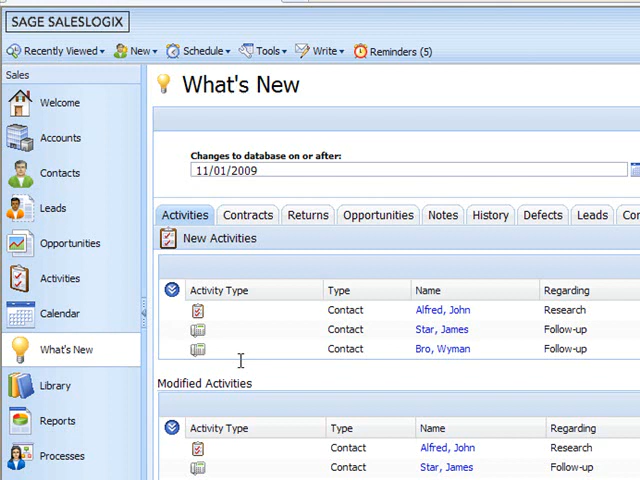 SAGE SALESLOGIX
Recently Viewed New Schedule Tools Write Reminders (5)
Sales
Welcome
Accounts
Contacts
Leads
Opportunities
Activities
Calendar
What's New
Library
Reports
Processes
What's New
Changes to database on or after:
11/01/2009
Activities Contracts Returns Opportunities Notes History Defects Leads Con
New Activities
Activity Type Type Name Regarding
Contact Alfred, John Research
Contact Star, James Follow-up
Contact Bro, Wyman Follow-up
Modified Activities
Activity Type Type Name Regarding
Contact Alfred, John Research
Contact Star, James Follow-up